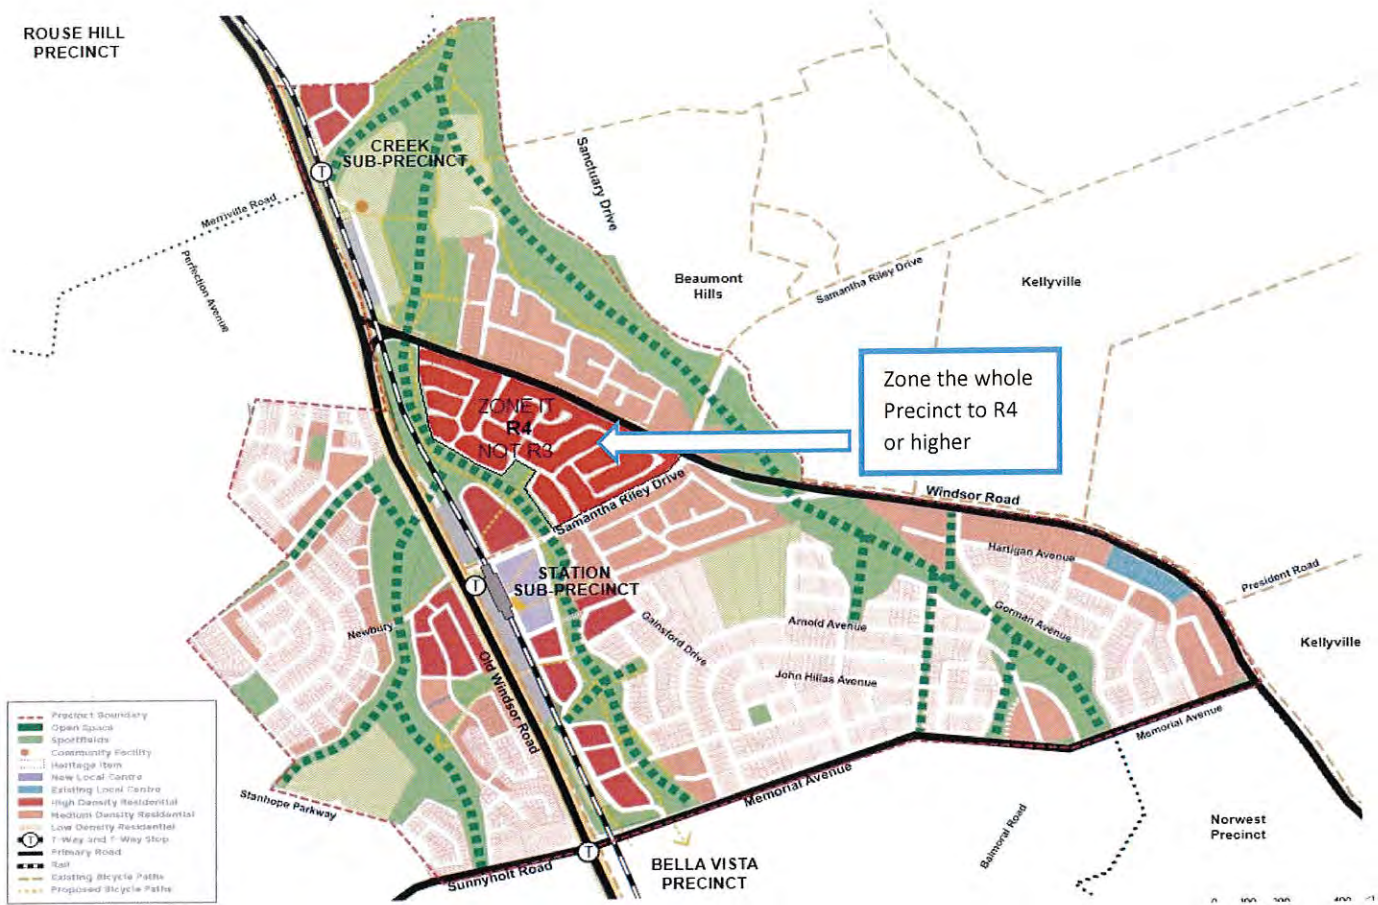 ROUSE HILL
PRECINCT
CREEK
SUB-PRECINCT
T
Merriville Road
Perfection Avenue
Sanctuary Drive
Beaumont
Hills
Samantha Riley Drive
Kellyville
Zone the whole
Precinct to R4
or higher
ZONE IT
R4
NOT R3
Samantha Riley Drive
Windsor Road
Hartigan Avenue
President Road
STATION
SUB-PRECINCT
T
Newbury
Old Windsor Road
Gainsford Drive
Arnold Avenue
Gorman Avenue
John Hillas Avenue
Kellyville
Memorial Avenue
Memorial Avenue
Stanhope Parkway
Sunnyholt Road
T
BELLA VISTA
PRECINCT
Balmoral Road
Norwest
Precinct
Precinct Boundary
Open Space
Sportfields
Community Facility
Heritage Item
New Local Centre
Existing Local Centre
High Density Residential
Medium Density Residential
Low Density Residential
T T-Way and T-Way Stop
Primary Road
Rail
Existing Bicycle Paths
Proposed Bicycle Paths